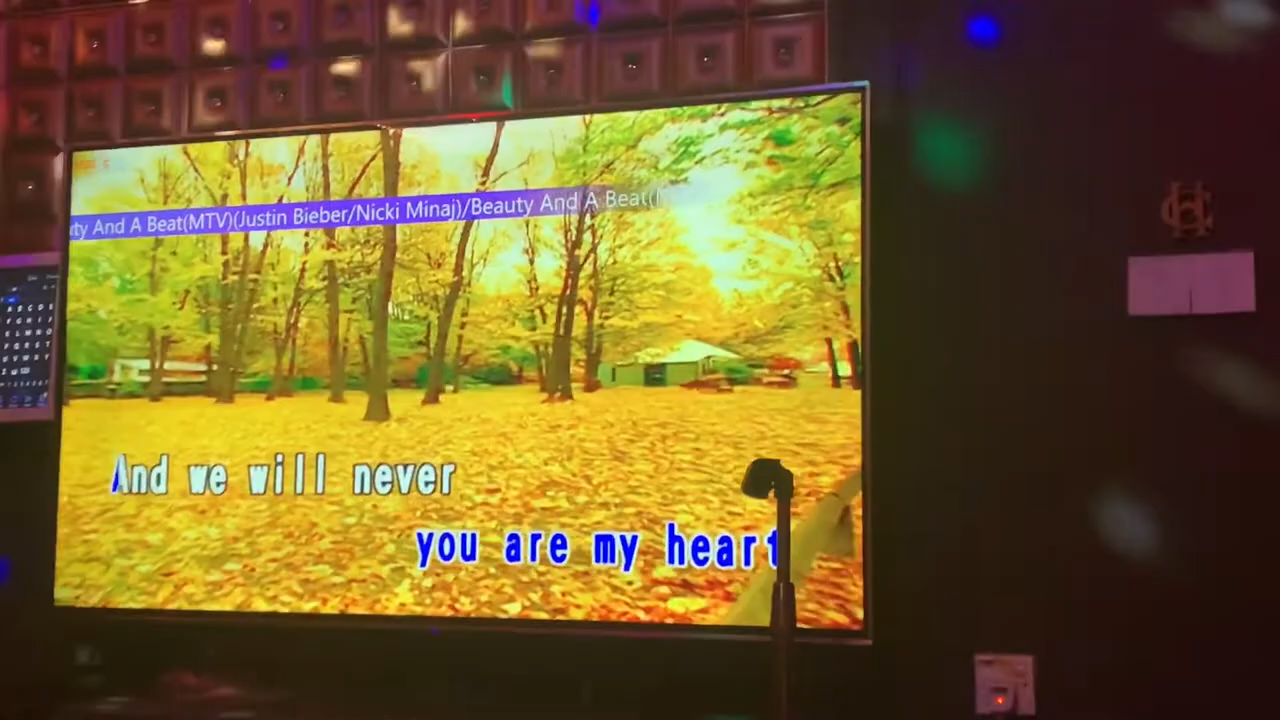 ty And A Beat(MTV)(Justin Bieber/Nicki Minaj)/Beauty And A Beat(
And we will never
you are my heart